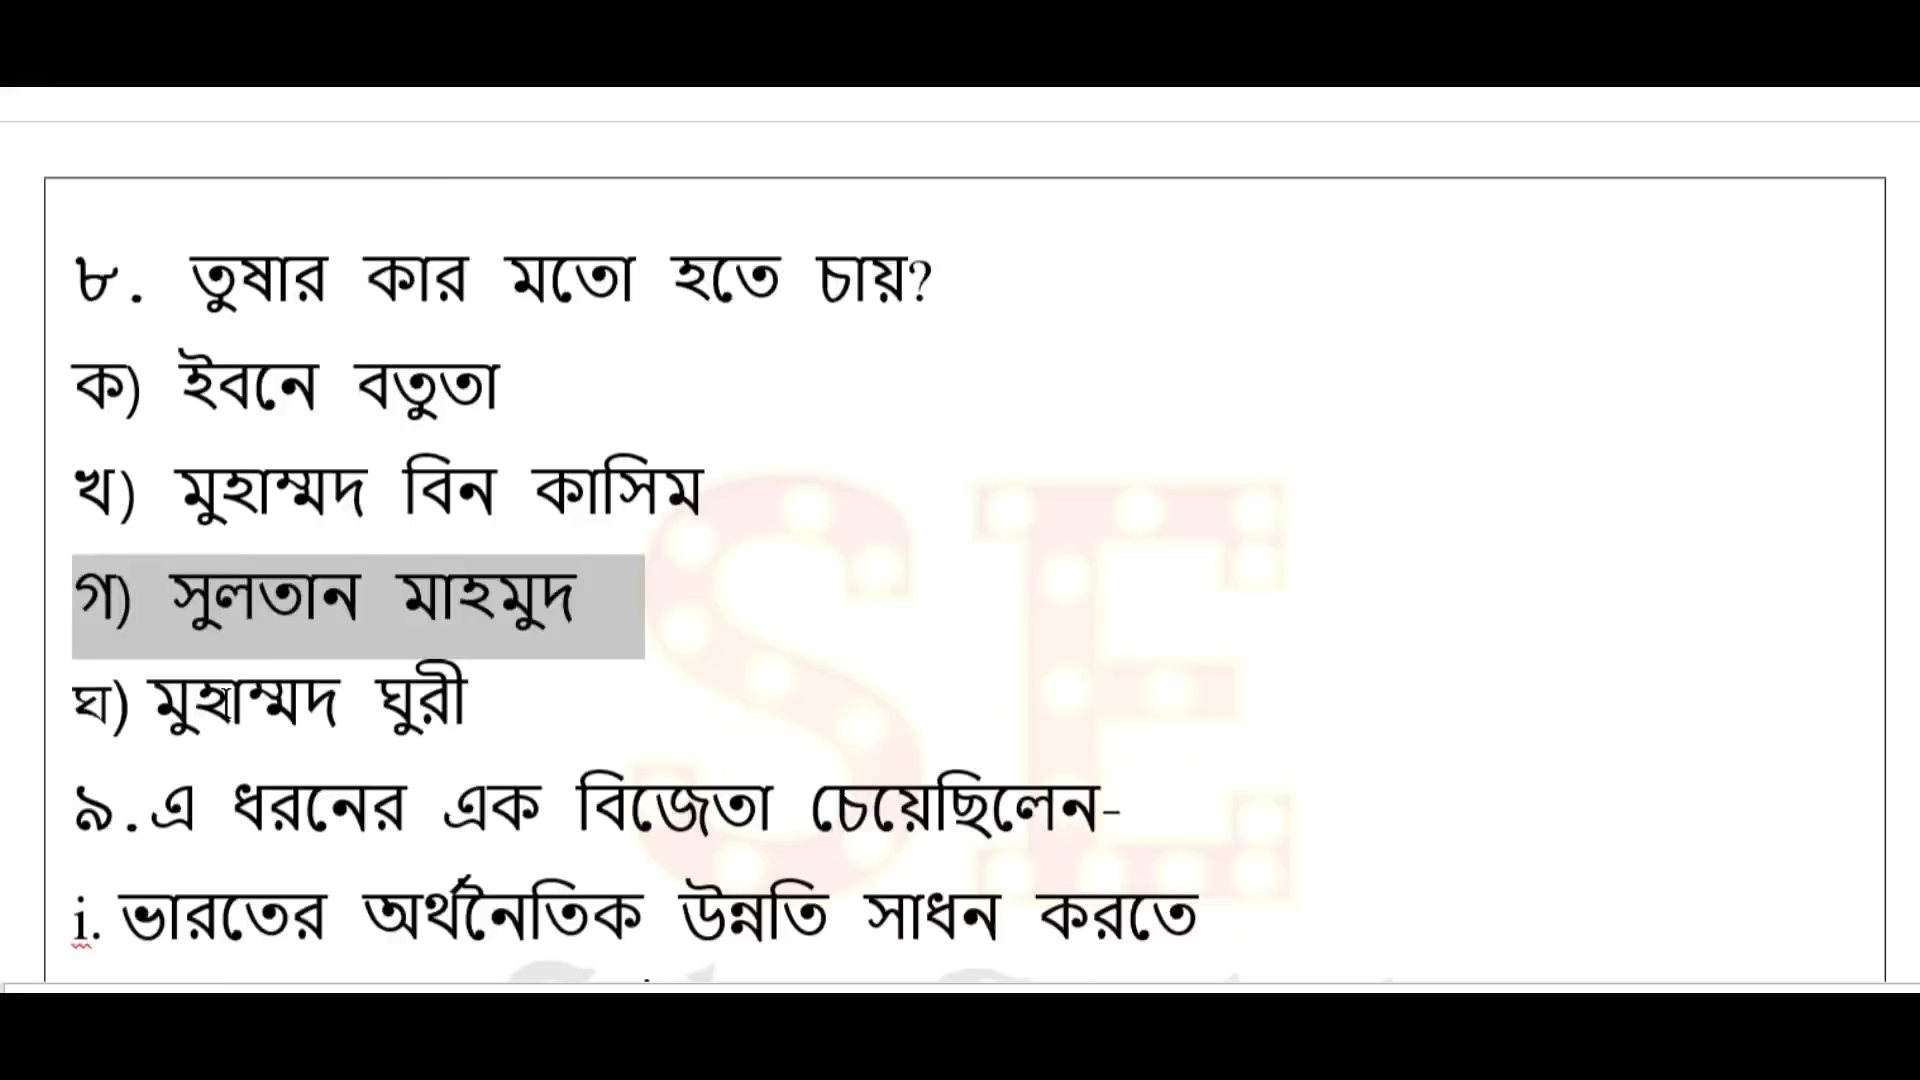 ৮. তুষার কার মতো হতে চায়?
ক) ইবনে বতুতা
খ) মুহাম্মদ বিন কাসিম
গ) সুলতান মাহমুদ
ঘ) মুহাম্মদ ঘুরী
৯.এ ধরনের এক বিজেতা চেয়েছিলেন-
i. ভারতের অর্থনৈতিক উন্নতি সাধন করতে
SE